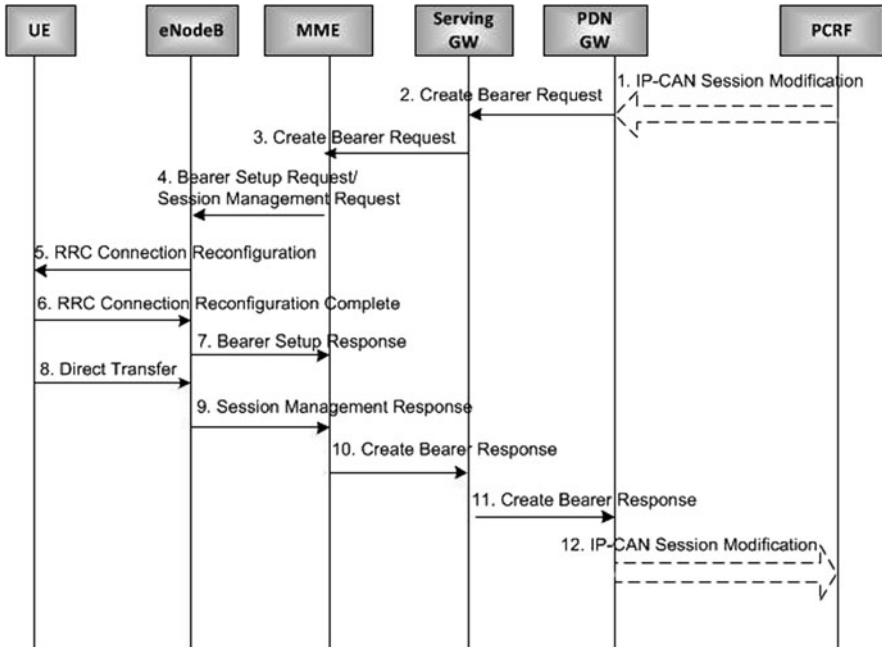 UE
eNodeB
MME
Serving
GW
PDN
GW
PCRF
1. IP-CAN Session Modification
2. Create Bearer Request
3. Create Bearer Request
4. Bearer Setup Request/
Session Management Request
5. RRC Connection Reconfiguration
6. RRC Connection Reconfiguration Complete
7. Bearer Setup Response
8. Direct Transfer
9. Session Management Response
10. Create Bearer Response
11. Create Bearer Response
12. IP-CAN Session Modification